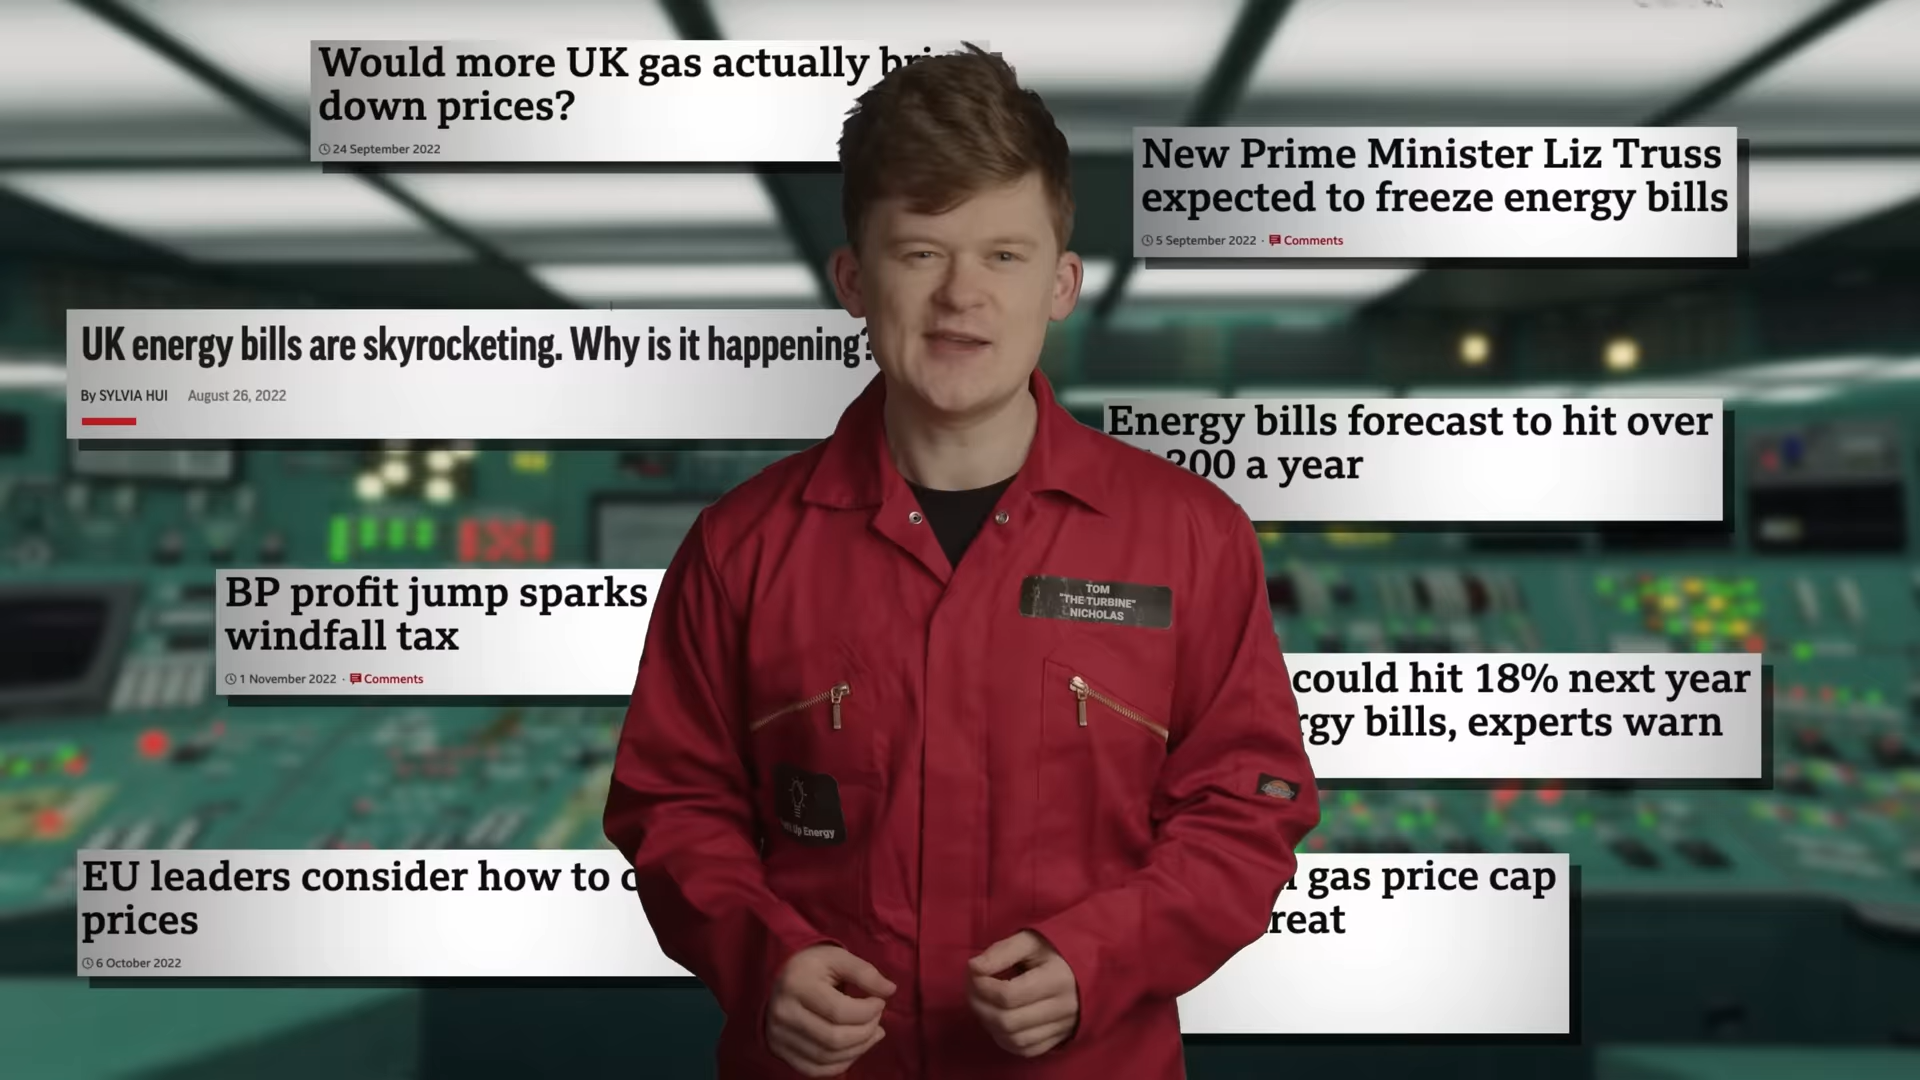 Would more UK gas actually
down prices?
24 September 2022
New Prime Minister Liz Truss
expected to freeze energy bills
5 September 2022 · Comments
UK energy bills are skyrocketing. Why is it happening?
By SYLVIA HUI August 26, 2022
Energy bills forecast to hit over
a year
BP profit jump sparks
windfall tax
1 November 2022 · Comments
TOM
"THE TURBINE"
NICHOLAS
could hit 18% next year
bills, experts warn
Up Energy
EU leaders consider how to
prices
6 October 2022
gas price cap